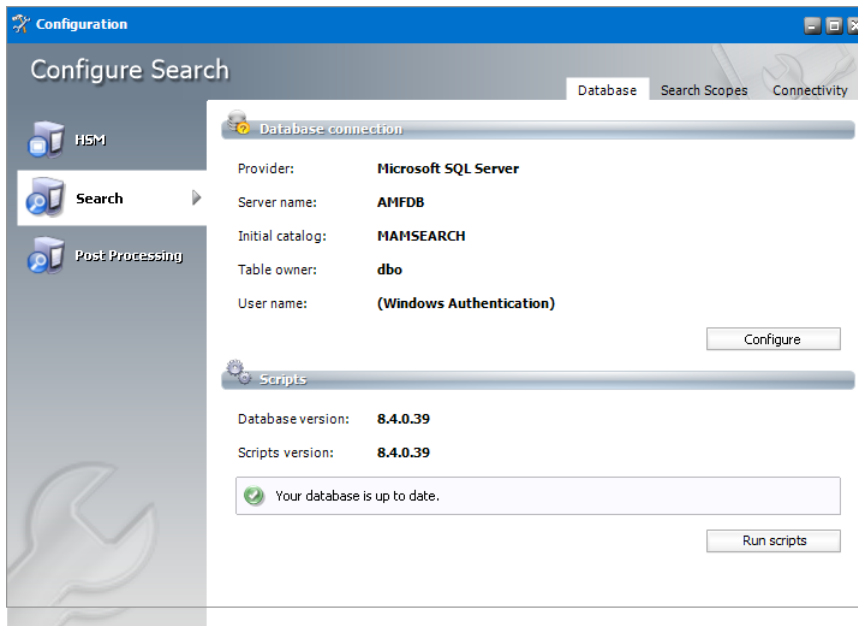 Configuration
Configure Search
Database Search Scopes Connectivity
HSM
Search
Post Processing
Database connection
Provider: Microsoft SQL Server
Server name: AMFDB
Initial catalog: MAMSEARCH
Table owner: dbo
User name: (Windows Authentication)
Configure
Scripts
Database version: 8.4.0.39
Scripts version: 8.4.0.39
Your database is up to date.
Run scripts